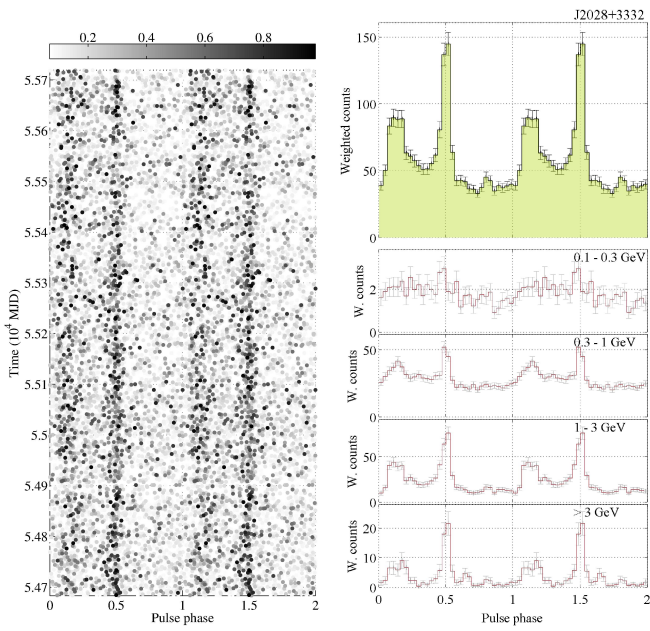 J2028+3332
0.2 0.4 0.6 0.8
5.57
5.56
5.55
5.54
5.53
5.52
5.51
5.5
5.49
5.48
5.47
Time (10⁴ MJD)
0 0.5 1 1.5 2
Pulse phase
150
100
50
0
Weighted counts
0.1 - 0.3 GeV
2
0
W. counts
0.3 - 1 GeV
50
0
W. counts
1 - 3 GeV
50
0
W. counts
> 3 GeV
20
10
0
W. counts
0 0.5 1 1.5 2
Pulse phase